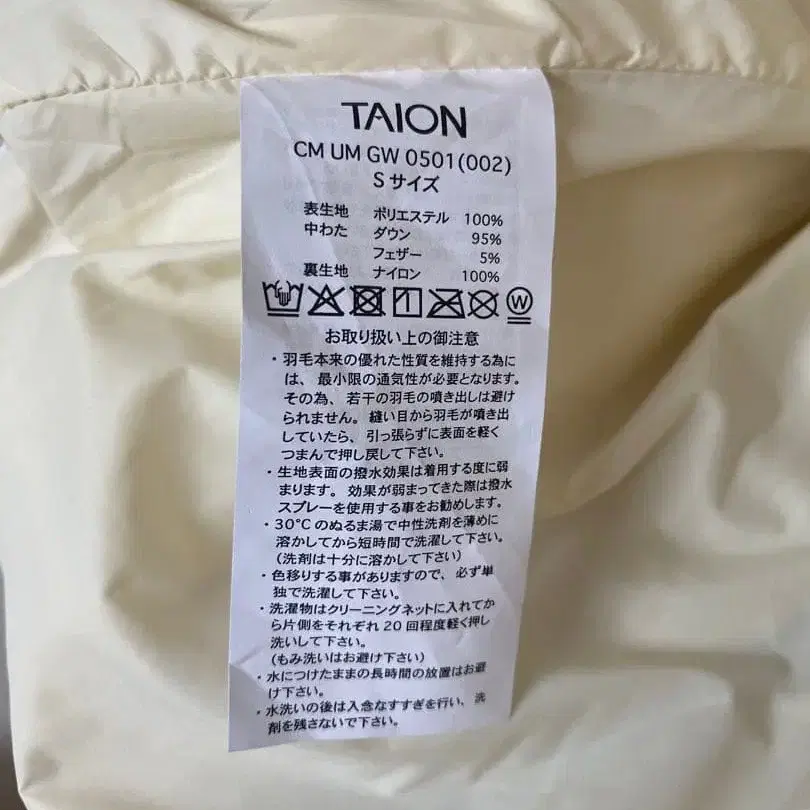 TAION
CM UM GW 0501(002)
S サイズ
表生地 ポリエステル 100%
中わた ダウン 95%
フェザー 5%
裏生地 ナイロン 100%
W
お取り扱い上の御注意
・羽毛本来の優れた性質を維持する為に
は、最小限の通気性が必要となります。
その為、若干の羽毛の噴き出しは避け
られません。縫い目から羽毛が噴き出
していたら、引っ張らずに表面を軽く
つまんで押し戻して下さい。
・生地表面の撥水効果は着用する度に弱
まります。効果が弱まってきた際は撥水
スプレーを使用する事をお勧めします。
・30℃のぬるま湯で中性洗剤を薄めに
溶かしてから短時間で洗濯して下さい。
(洗剤は十分に溶かして下さい)
・色移りする事がありますので、必ず単
独で洗濯して下さい。
・洗濯物はクリーニングネットに入れてか
ら片側をそれぞれ 20 回程度軽く押し
洗いして下さい。
(もみ洗いはお避け下さい)
・水につけたままの長時間の放置はお避
け下さい。
・水洗いの後は入念なすすぎを行い、洗
剤を残さないで下さい。